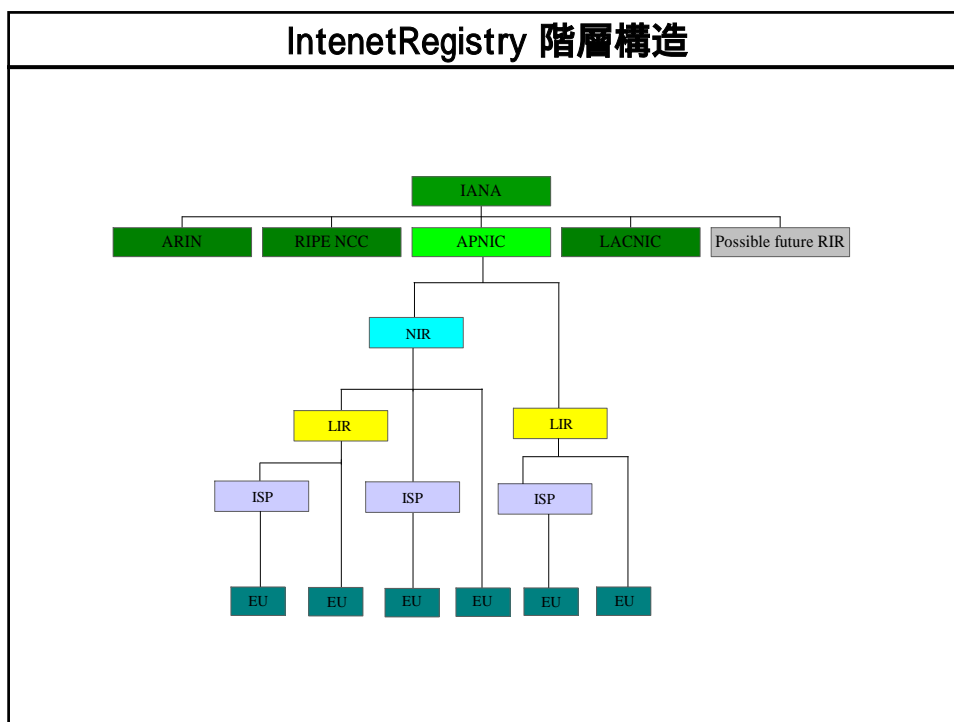 IntenetRegistry 階層構造
IANA
ARIN
RIPE NCC
APNIC
LACNIC
Possible future RIR
NIR
LIR
LIR
ISP
ISP
ISP
EU
EU
EU
EU
EU
EU